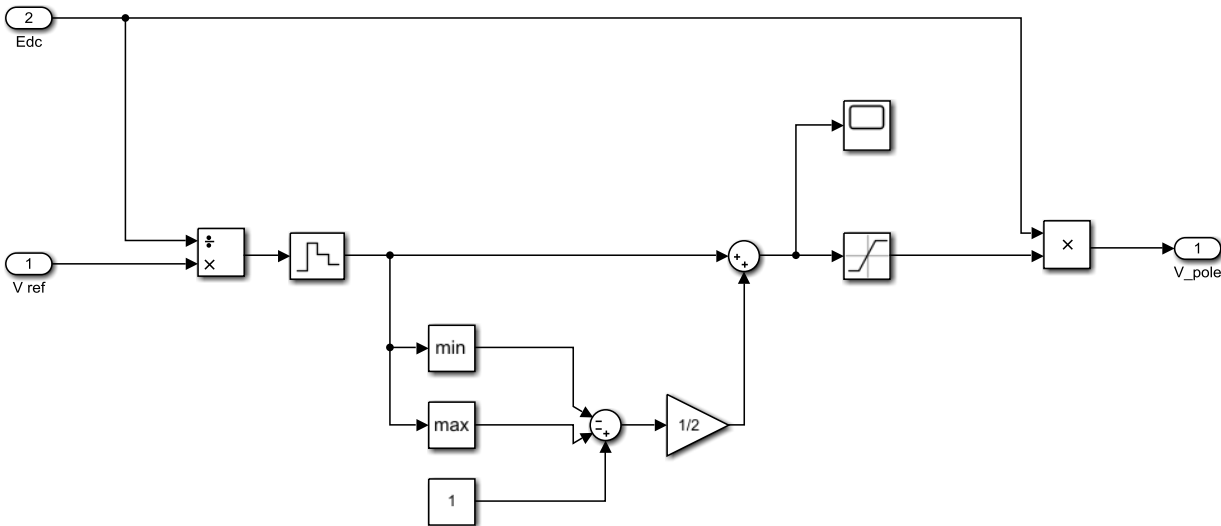 2
Edc
÷
×
1
V ref
+
+
×
1
V_pole
min
max
−
−
+
1/2
1